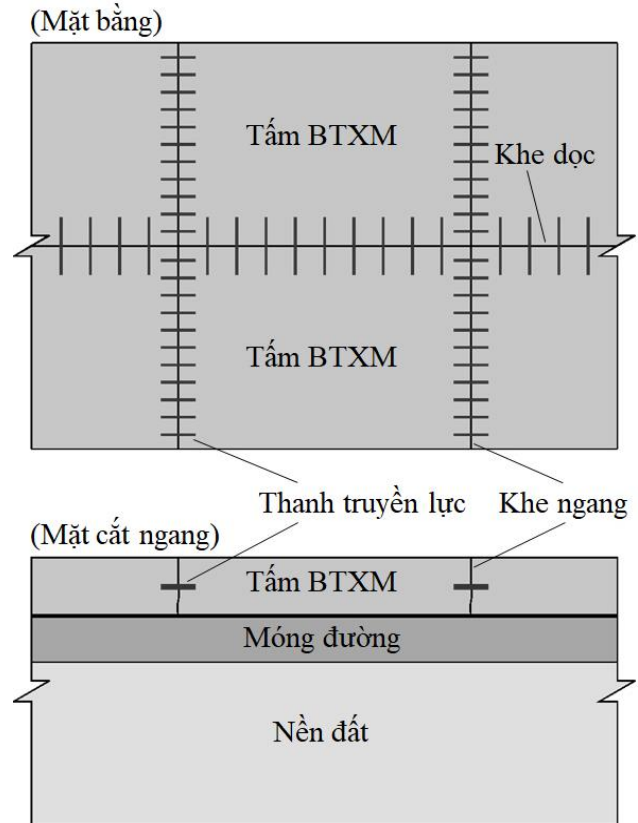 (Mặt bằng)
Tấm BTXM
Khe dọc
Tấm BTXM
Thanh truyền lực
Khe ngang
(Mặt cắt ngang)
Tấm BTXM
Móng đường
Nền đất